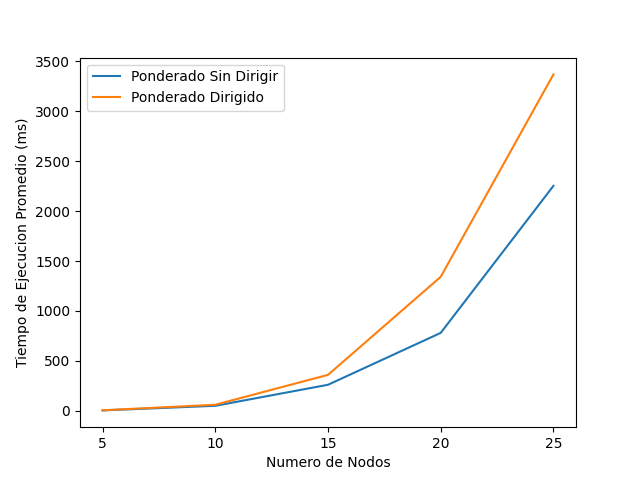 Ponderado Sin Dirigir
Ponderado Dirigido
Tiempo de Ejecucion Promedio (ms)
3500
3000
2500
2000
1500
1000
500
0
5 10 15 20 25
Numero de Nodos